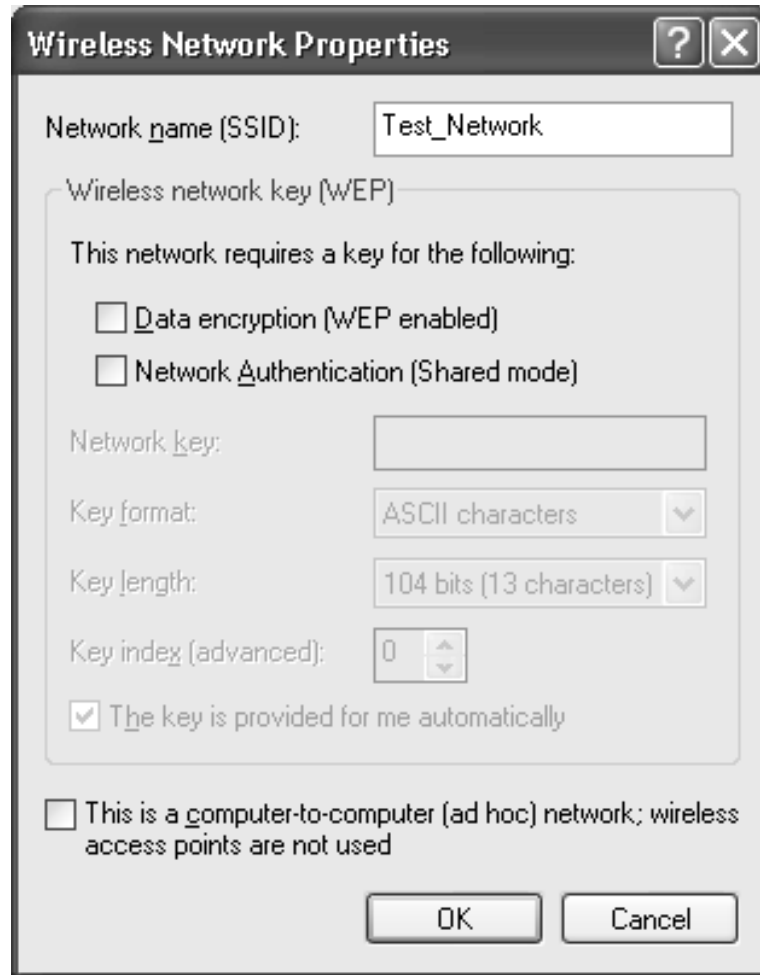 Wireless Network Properties
Network name (SSID): Test_Network
Wireless network key (WEP)
This network requires a key for the following:
Data encryption (WEP enabled)
Network Authentication (Shared mode)
Network key:
Key format: ASCII characters
Key length: 104 bits (13 characters)
Key index (advanced): 0
The key is provided for me automatically
This is a computer-to-computer (ad hoc) network; wireless
access points are not used
OK Cancel